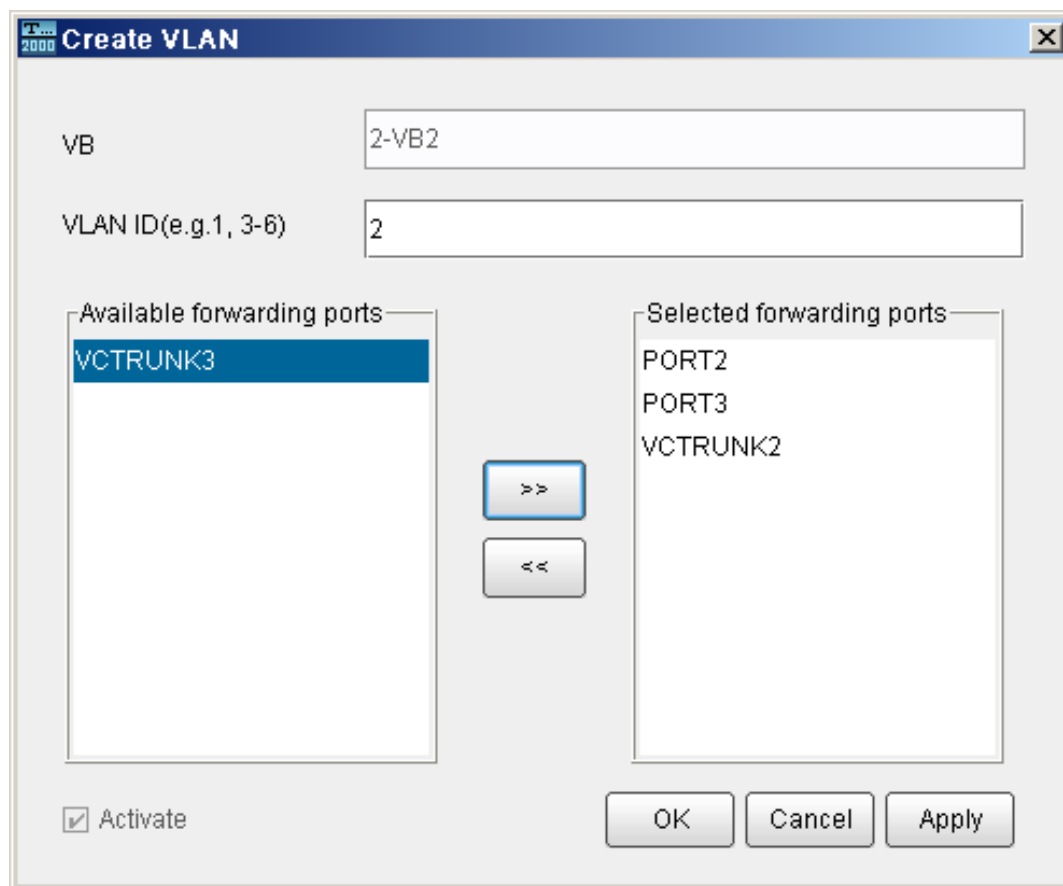 T... 2000 Create VLAN
VB 2-VB2
VLAN ID(e.g.1, 3-6) 2
Available forwarding ports
VCTRUNK3
>>
<<
Selected forwarding ports
PORT2
PORT3
VCTRUNK2
Activate
OK Cancel Apply